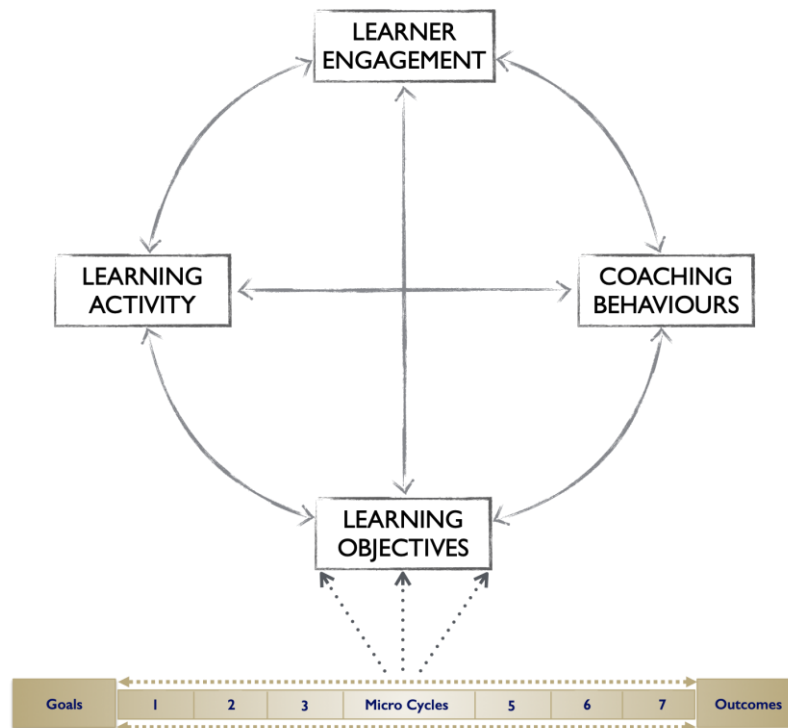 LEARNER
ENGAGEMENT
LEARNING
ACTIVITY
COACHING
BEHAVIOURS
LEARNING
OBJECTIVES
Goals 1 2 3 Micro Cycles 5 6 7 Outcomes